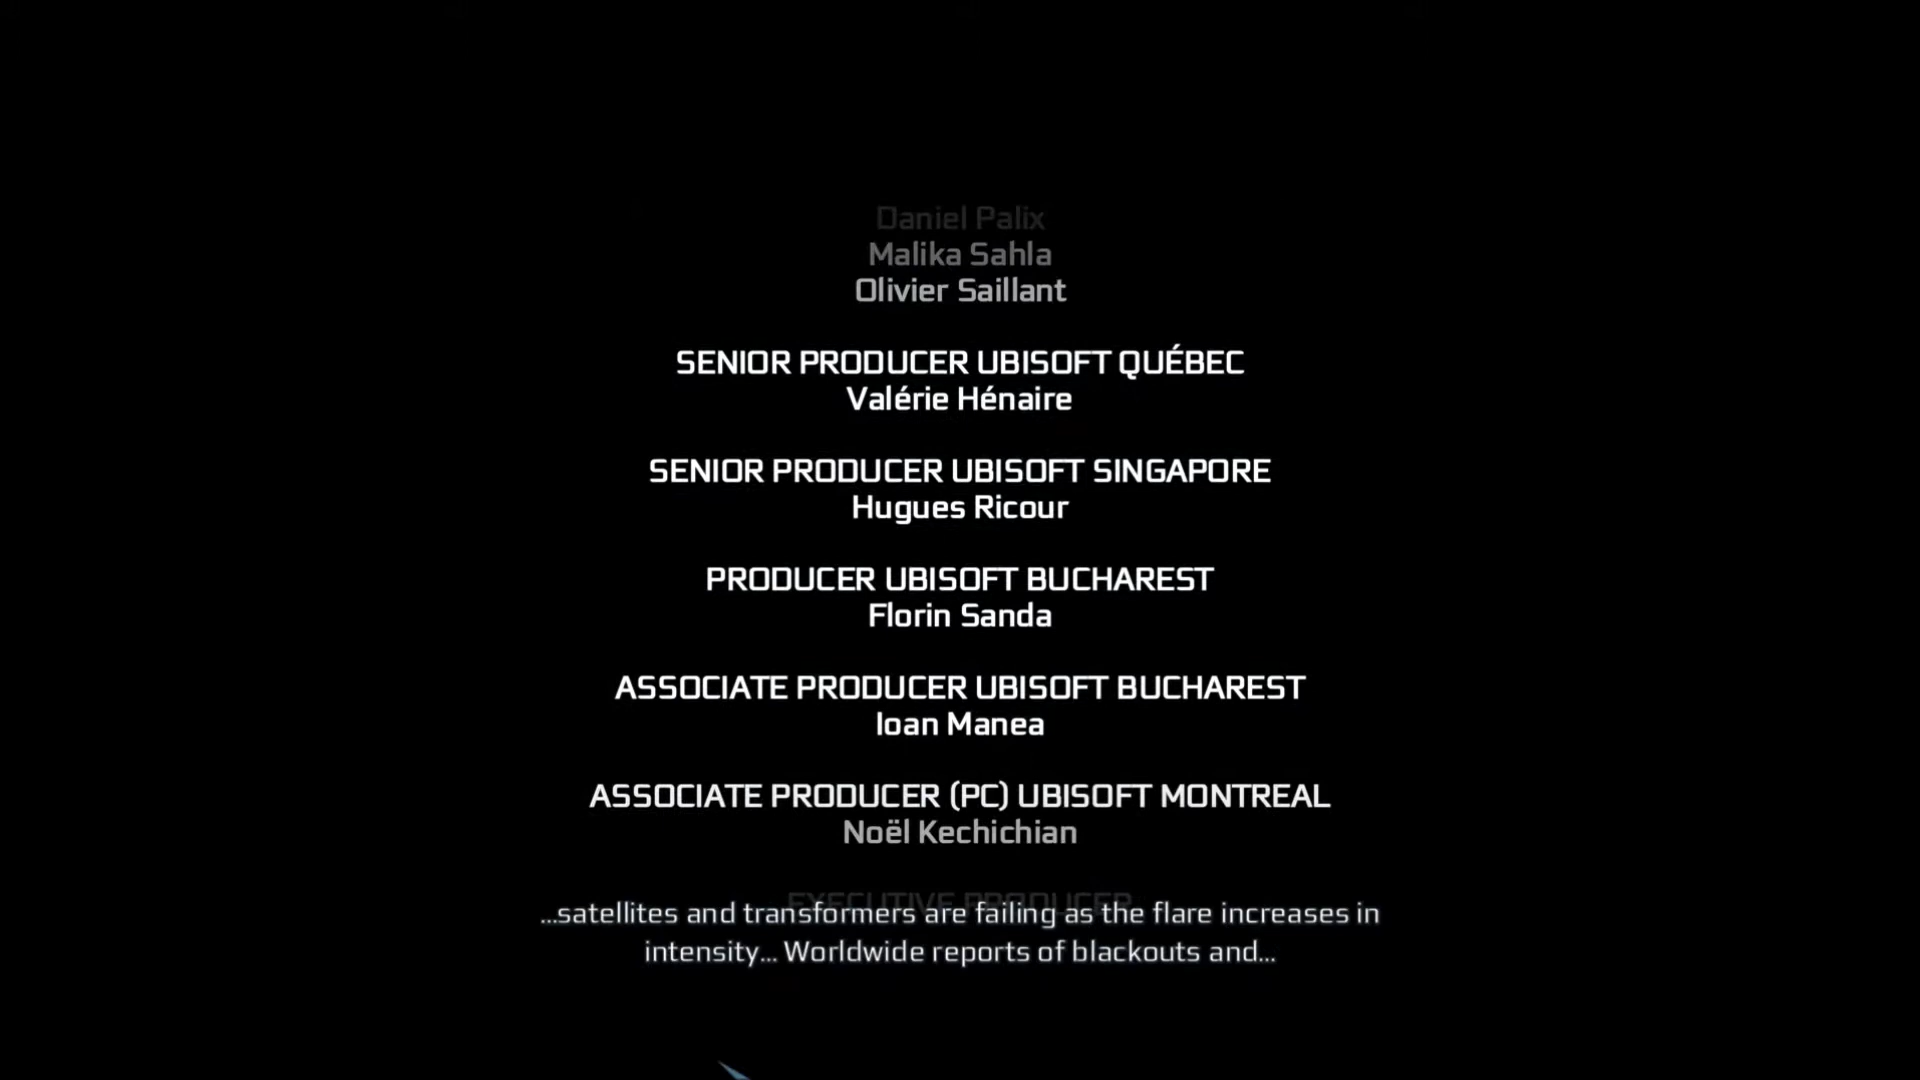 Daniel Palix
Malika Sahla
Olivier Saillant
SENIOR PRODUCER UBISOFT QUÉBEC
Valérie Hénaire
SENIOR PRODUCER UBISOFT SINGAPORE
Hugues Ricour
PRODUCER UBISOFT BUCHAREST
Florin Sanda
ASSOCIATE PRODUCER UBISOFT BUCHAREST
Ioan Manea
ASSOCIATE PRODUCER (PC) UBISOFT MONTREAL
Noël Kechichian
EXECUTIVE PRODUCER
...satellites and transformers are failing as the flare increases in
intensity... Worldwide reports of blackouts and...